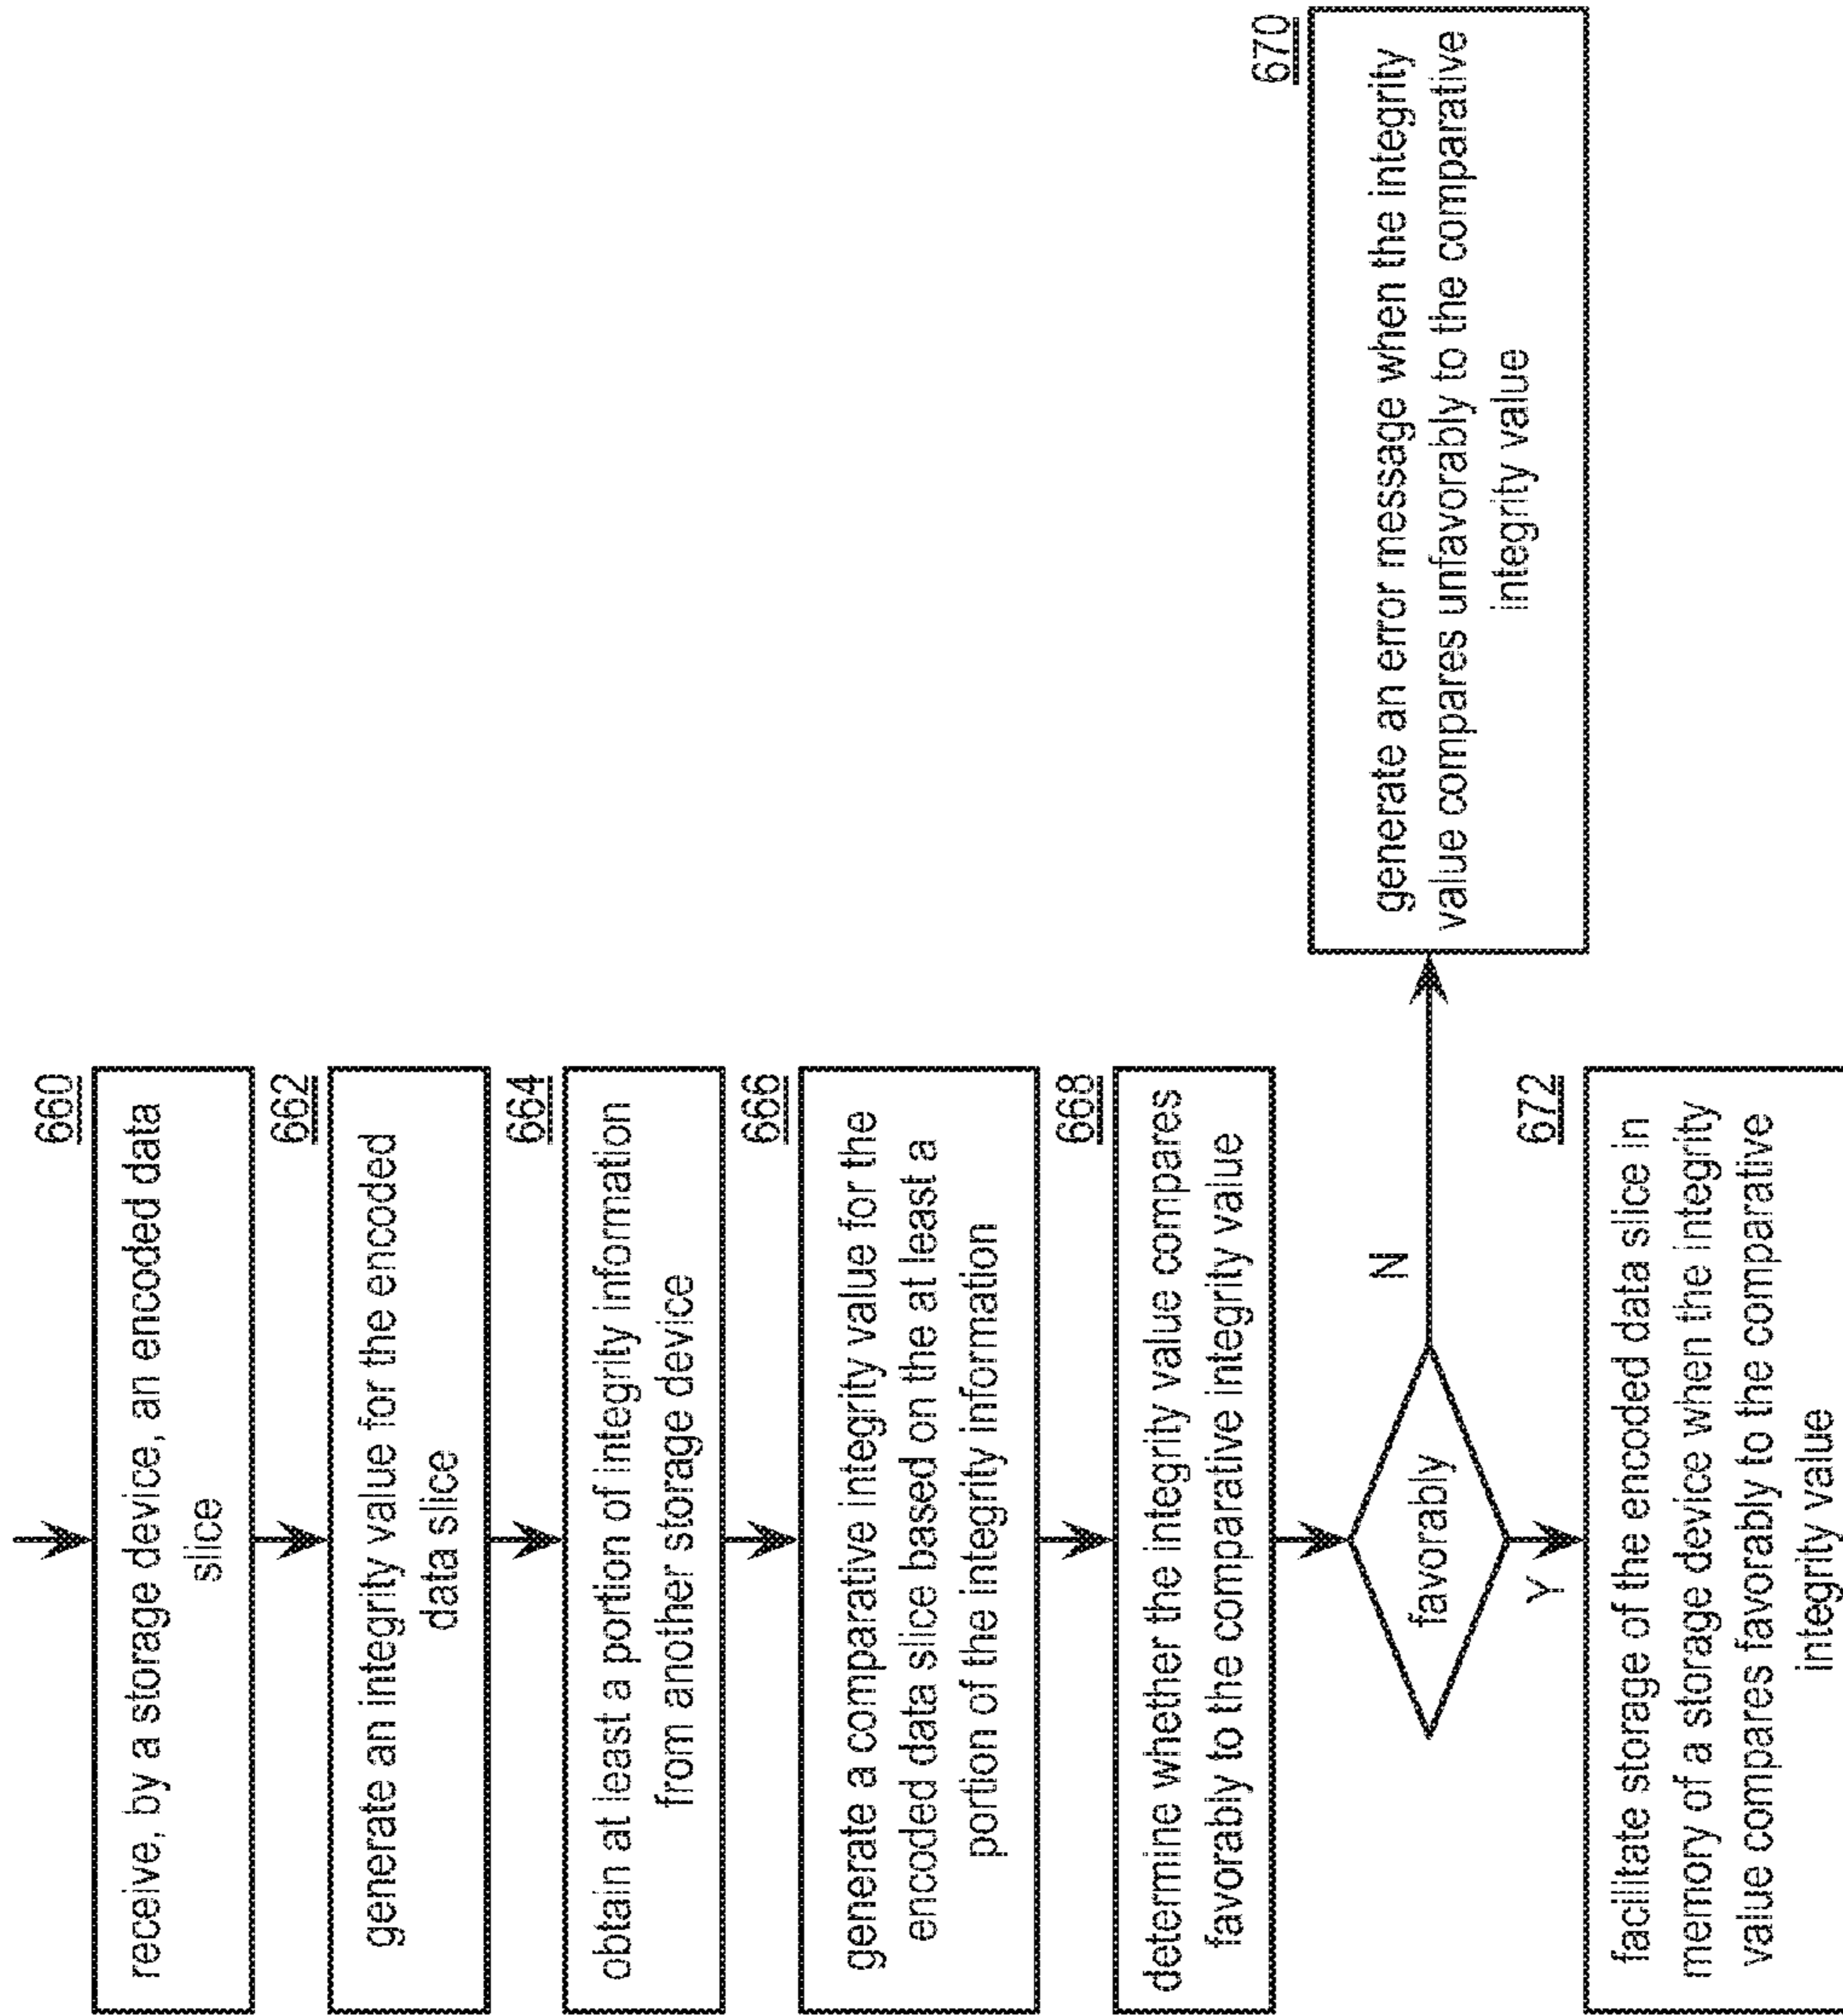 660
receive, by a storage device, an encoded data
slice
662
generate an integrity value for the encoded
data slice
664
obtain at least a portion of integrity information
from another storage device
666
generate a comparative integrity value for the
encoded data slice based on the at least a
portion of the integrity information
668
determine whether the integrity value compares
favorably to the comparative integrity value
favorably
N
Y
670
generate an error message when the integrity
value compares unfavorably to the comparative
integrity value
672
facilitate storage of the encoded data slice in
memory of a storage device when the integrity
value compares favorably to the comparative
integrity value